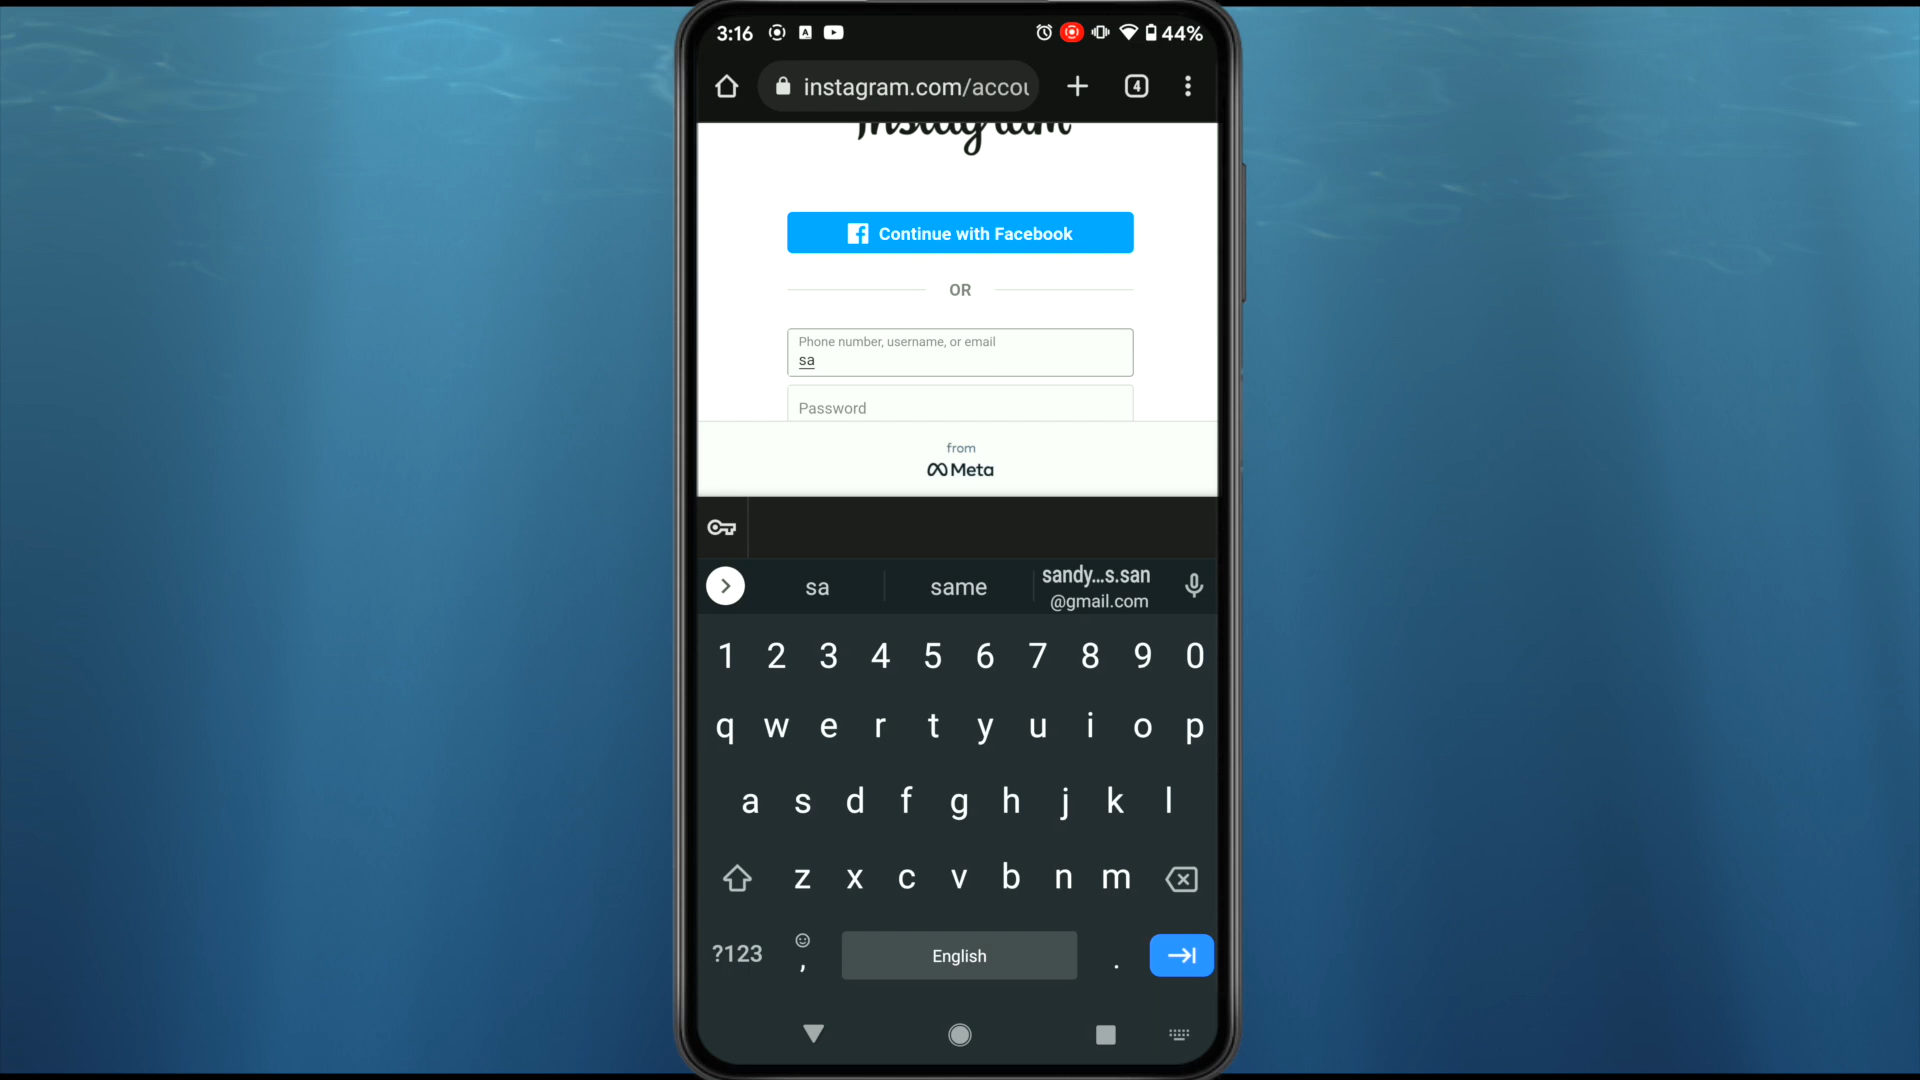 3:16 A 44%
instagram.com/accou 4
Instagram
Continue with Facebook
OR
Phone number, username, or email
sa
Password
from
Meta
sa same sandy...s.san
@gmail.com
1 2 3 4 5 6 7 8 9 0
q w e r t y u i o p
a s d f g h j k l
z x c v b n m
?123 , English .